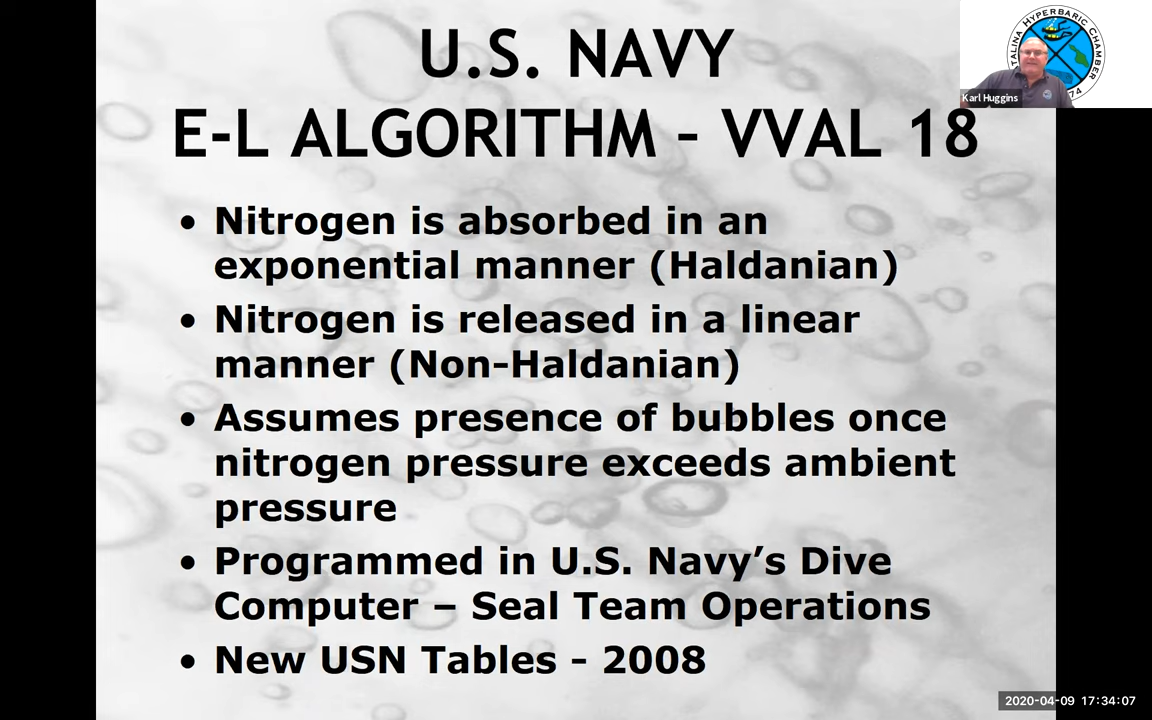 U.S. NAVY
E-L ALGORITHM – VVAL 18
• Nitrogen is absorbed in an
exponential manner (Haldanian)
• Nitrogen is released in a linear
manner (Non-Haldanian)
• Assumes presence of bubbles once
nitrogen pressure exceeds ambient
pressure
• Programmed in U.S. Navy’s Dive
Computer – Seal Team Operations
• New USN Tables - 2008
TALINA HYPERBARIC CHAMBER
74
Karl Huggins
2020-04-09 17:34:07